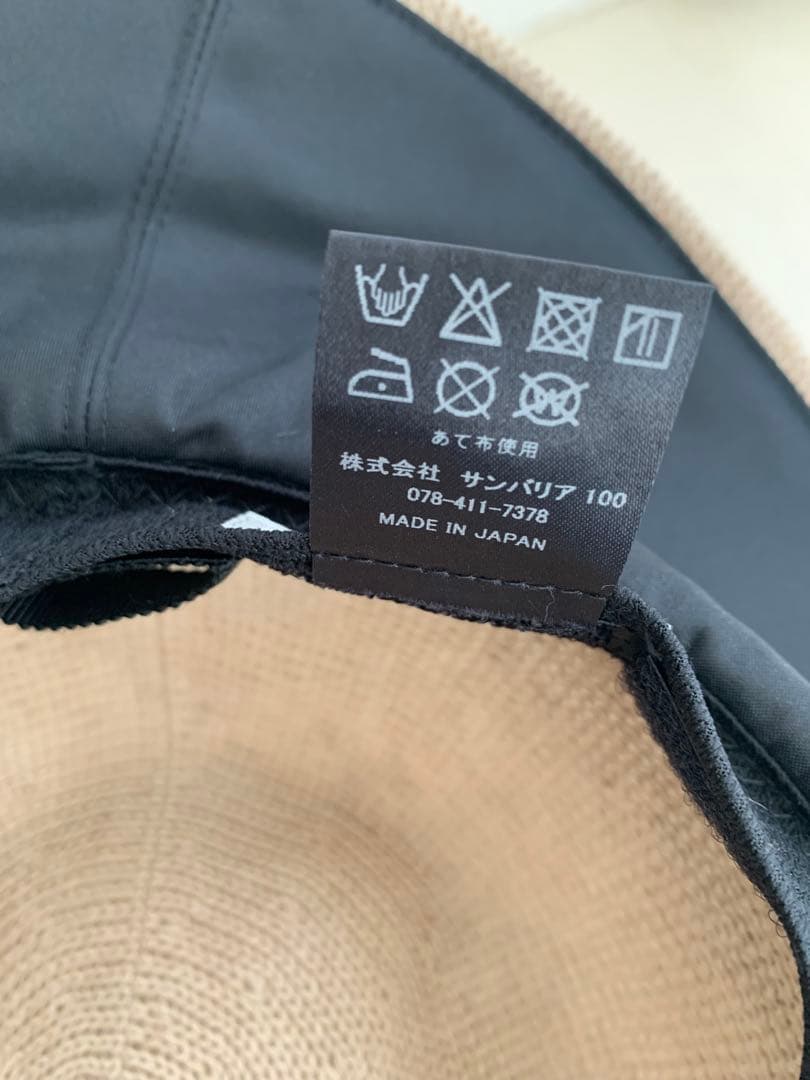 あて布使用
株式会社 サンバリア 100
078-411-7378
MADE IN JAPAN